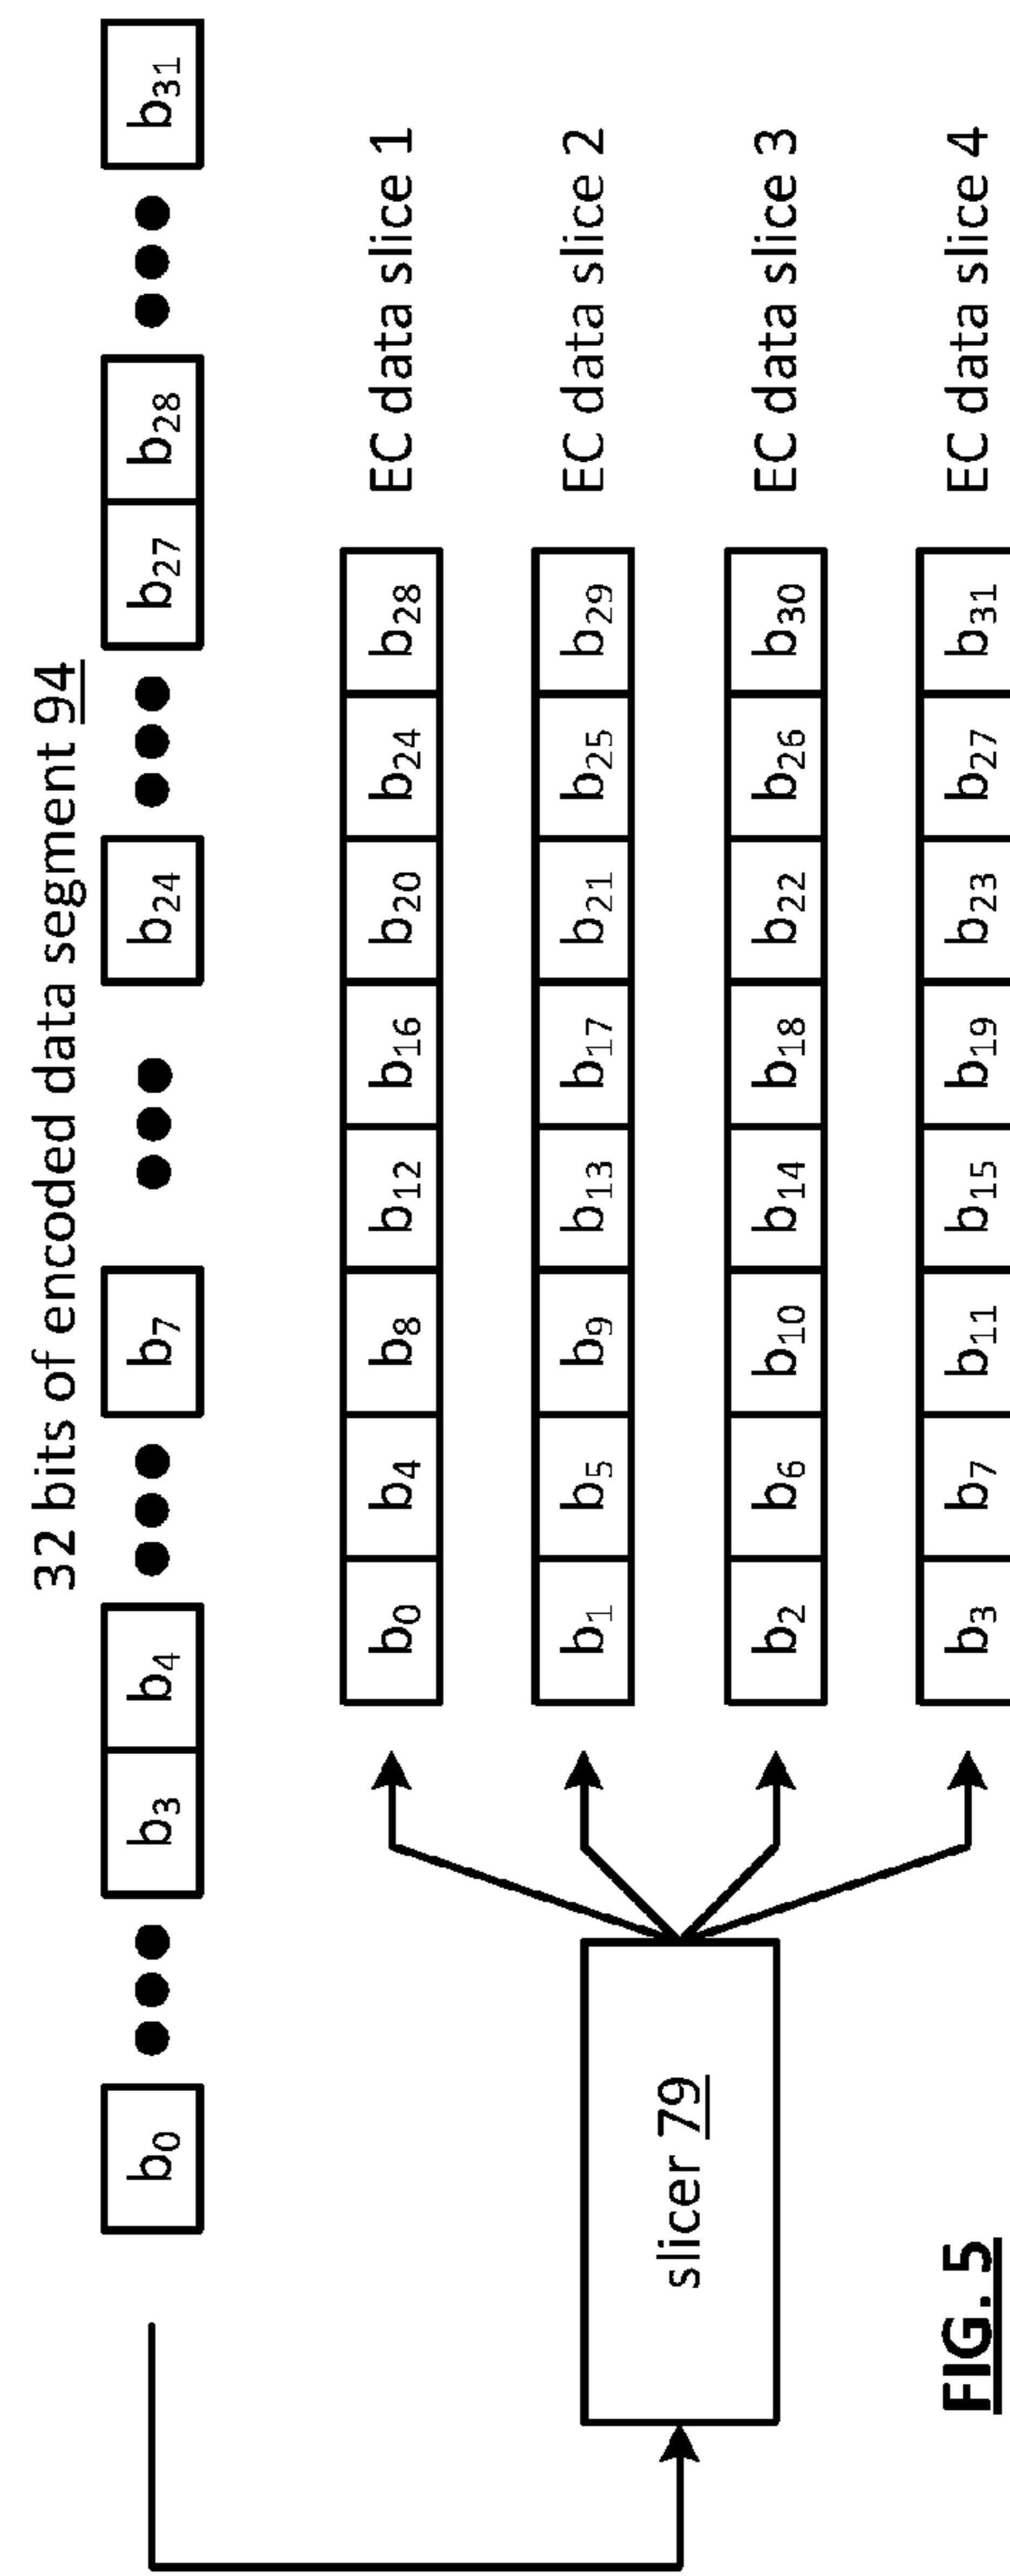 32 bits of encoded data segment 94
b0 ••• b3 b4 ••• b7 ••• b24 ••• b27 b28 ••• b31
b0 b4 b8 b12 b16 b20 b24 b28 EC data slice 1
b1 b5 b9 b13 b17 b21 b25 b29 EC data slice 2
slicer 79
b2 b6 b10 b14 b18 b22 b26 b30 EC data slice 3
b3 b7 b11 b15 b19 b23 b27 b31 EC data slice 4
FIG. 5